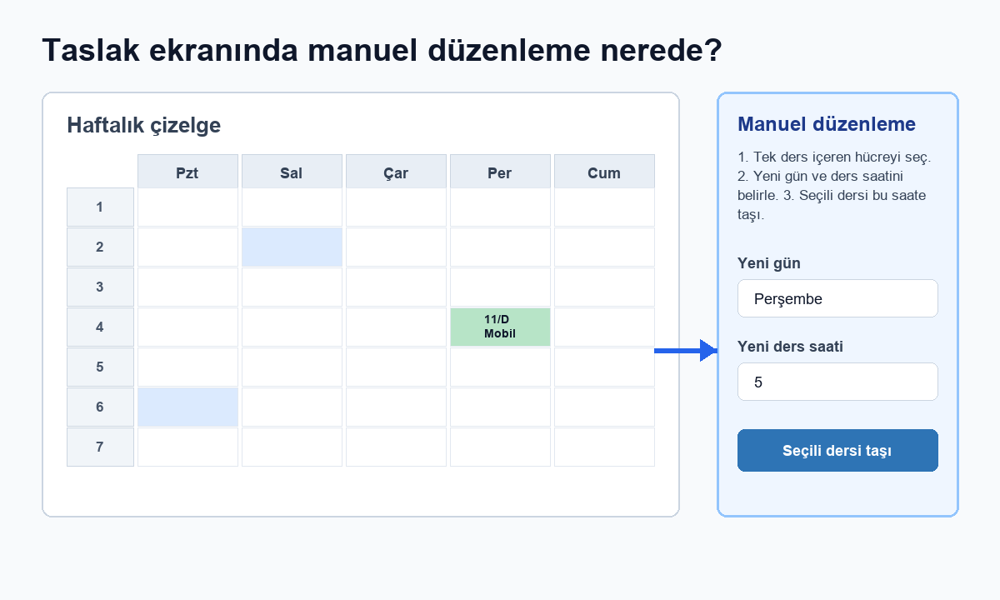 Taslak ekranında manuel düzenleme nerede?
Haftalık çizelge
Pzt Sal Çar Per Cum
1
2
3
4 11/D
Mobil
5
6
7
Manuel düzenleme
1. Tek ders içeren hücreyi seç.
2. Yeni gün ve ders saatini
belirle. 3. Seçili dersi bu saate
taşı.
Yeni gün
Perşembe
Yeni ders saati
5
Seçili dersi taşı